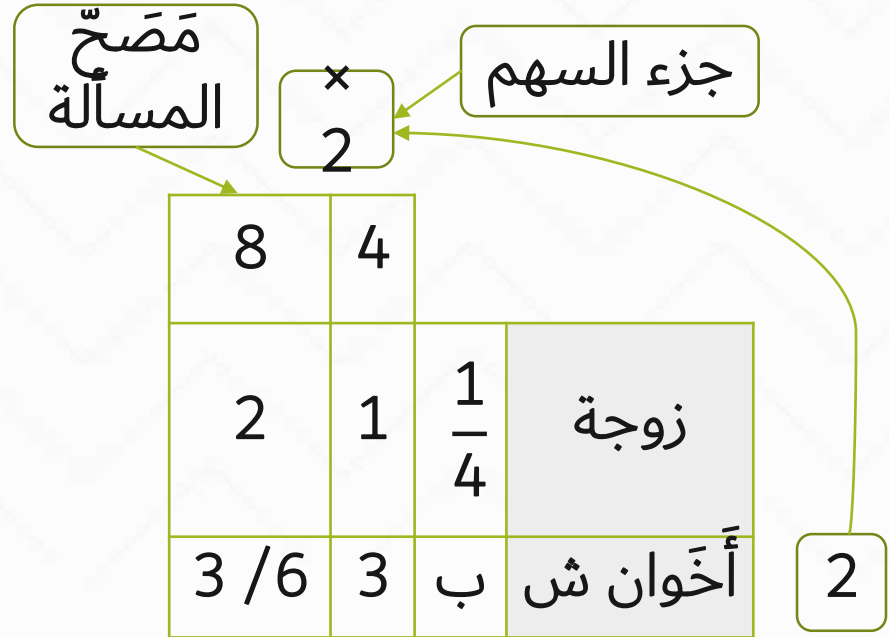 مَصَحّ
المسألة
×
2
جزء السهم
4 8
زوجة 1/4 1 2
أَخَوان ش ب 3 6/ 3
2